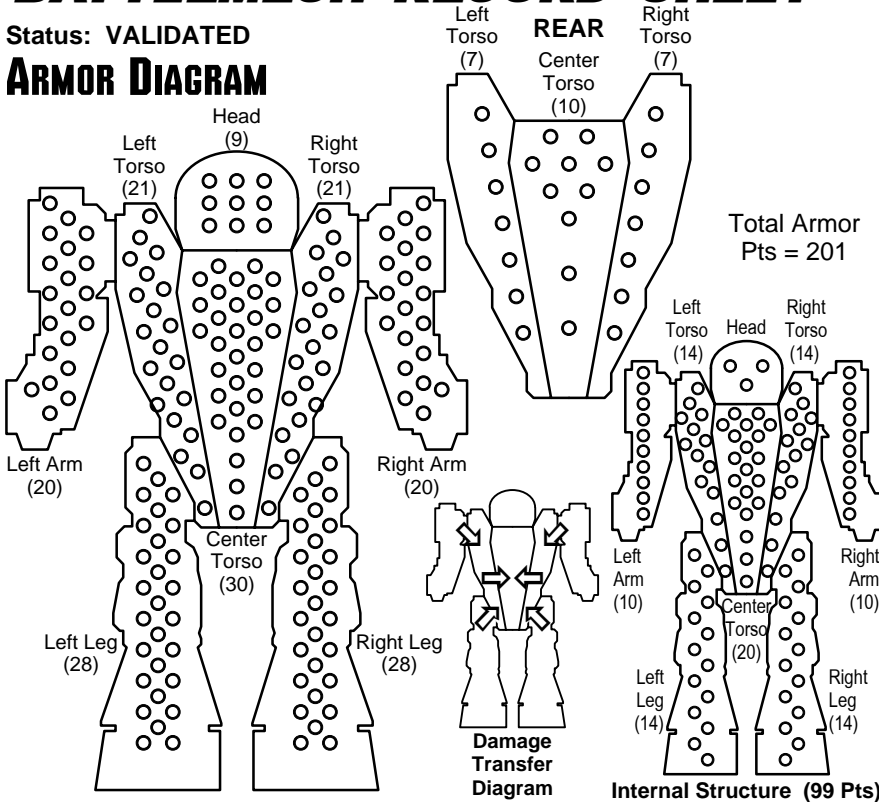 Status: VALIDATED
ARMOR DIAGRAM
Head
(9)
Left
Torso
(21)
Right
Torso
(21)
Left Arm
(20)
Right Arm
(20)
Center
Torso
(30)
Left Leg
(28)
Right Leg
(28)
Left
Torso
(7)
REAR
Center
Torso
(10)
Right
Torso
(7)
Total Armor
Pts = 201
Damage
Transfer
Diagram
Left
Torso
(14)
Head
Right
Torso
(14)
Left
Arm
(10)
Right
Arm
(10)
Center
Torso
(20)
Left
Leg
(14)
Right
Leg
(14)
Internal Structure (99 Pts)